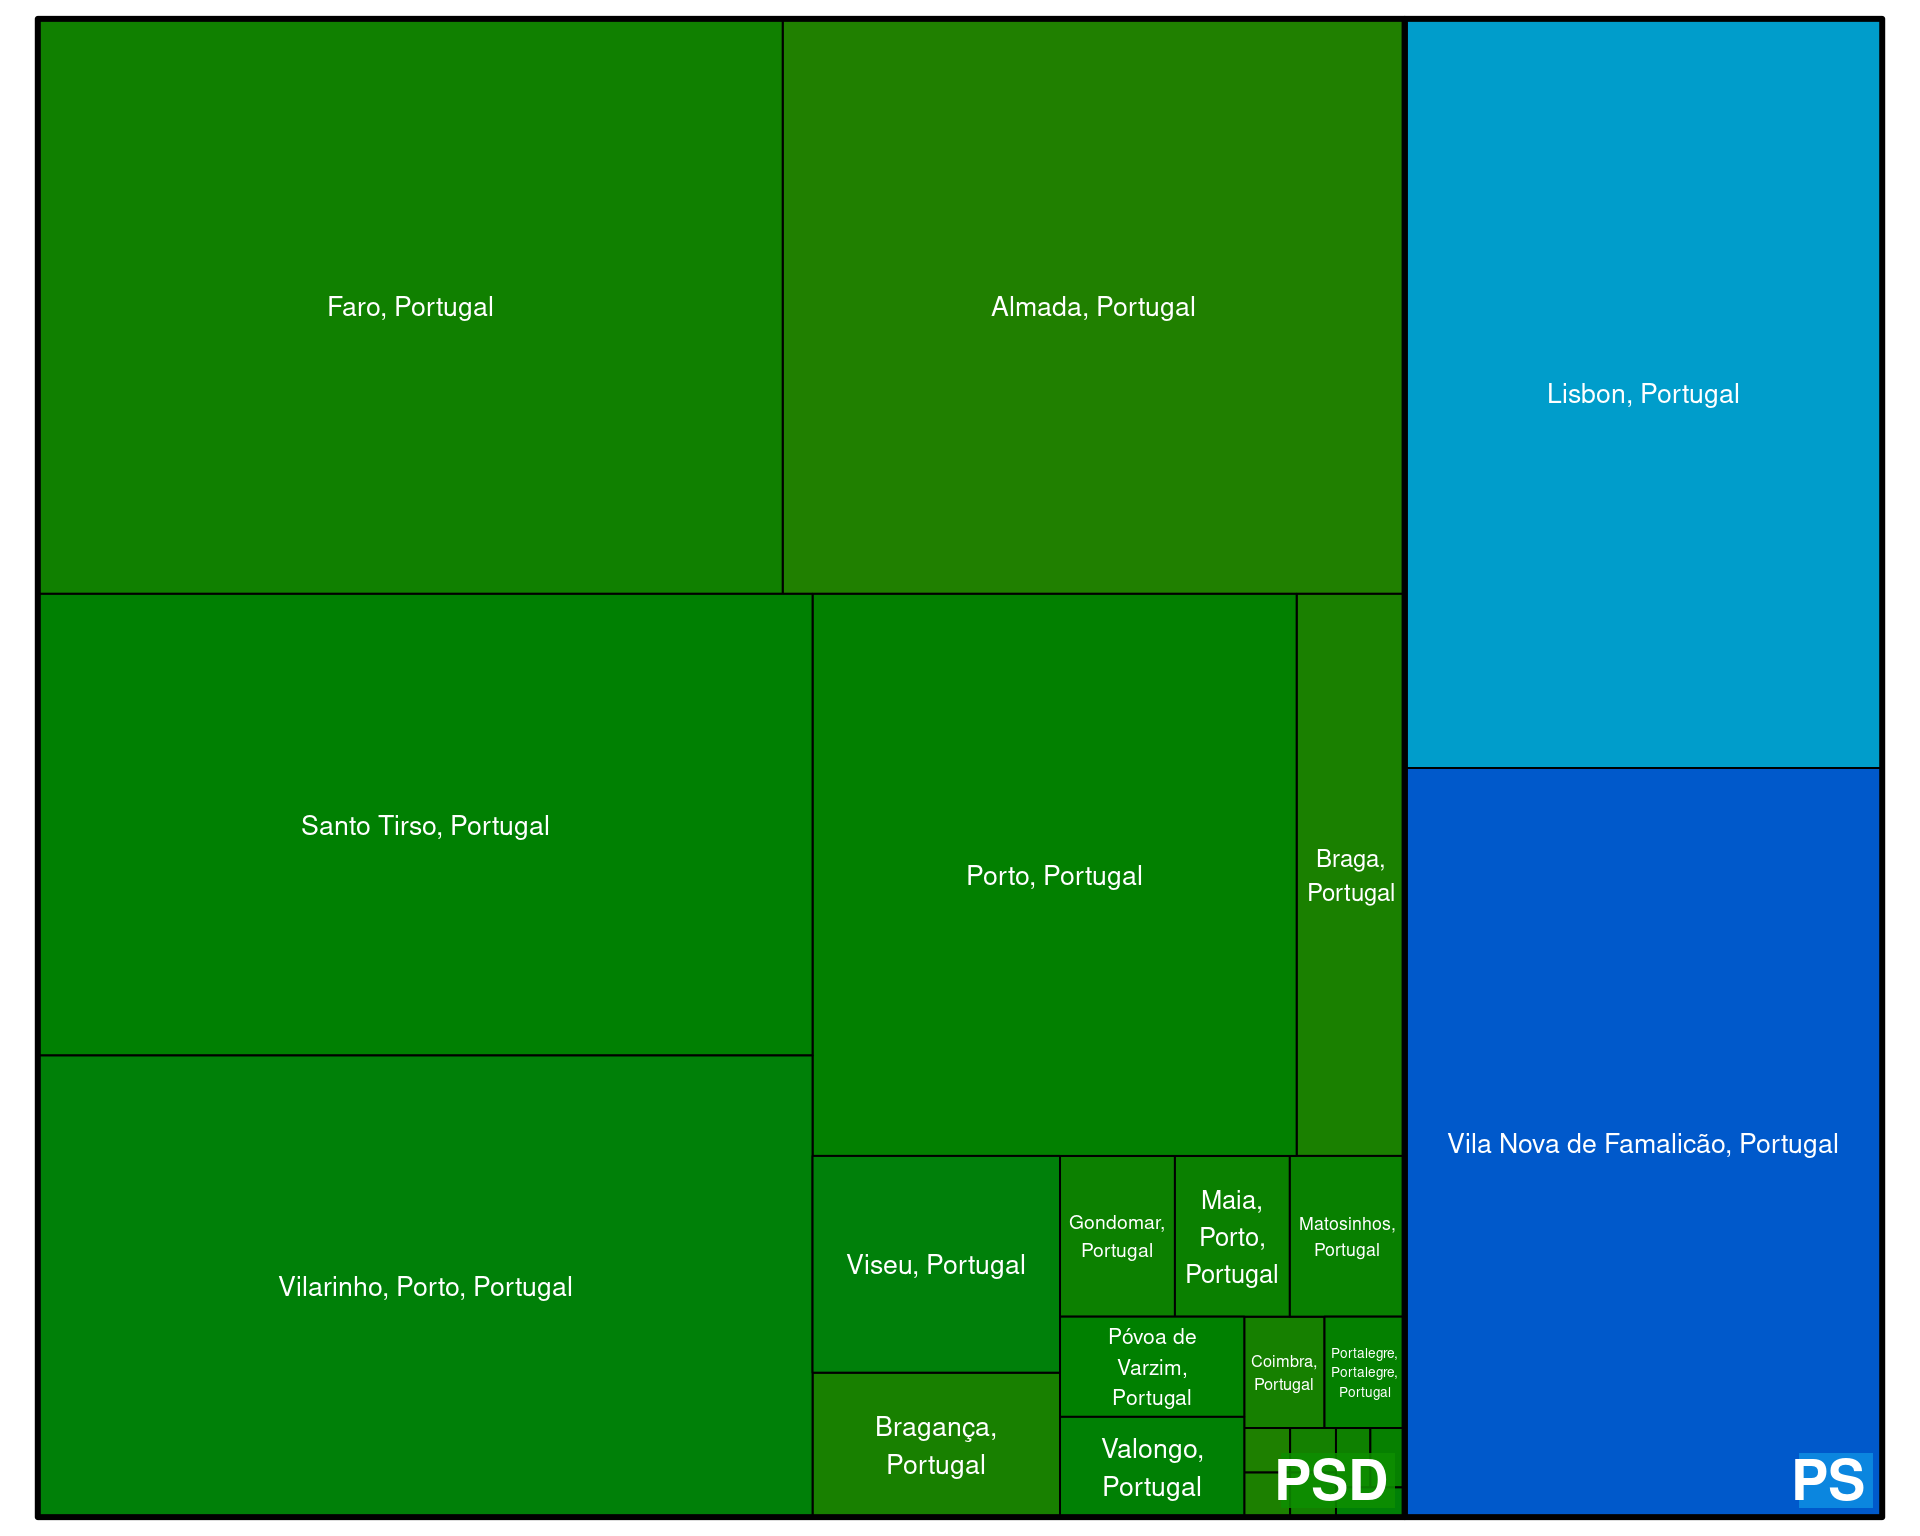 Faro, Portugal
Almada, Portugal
Lisbon, Portugal
Santo Tirso, Portugal
Porto, Portugal
Braga,
Portugal
Vila Nova de Famalicão, Portugal
Vilarinho, Porto, Portugal
Viseu, Portugal
Gondomar,
Portugal
Maia,
Porto,
Portugal
Matosinhos,
Portugal
Póvoa de
Varzim,
Portugal
Coimbra,
Portugal
Portalegre,
Portalegre,
Portugal
Bragança,
Portugal
Valongo,
Portugal
PSD
PS